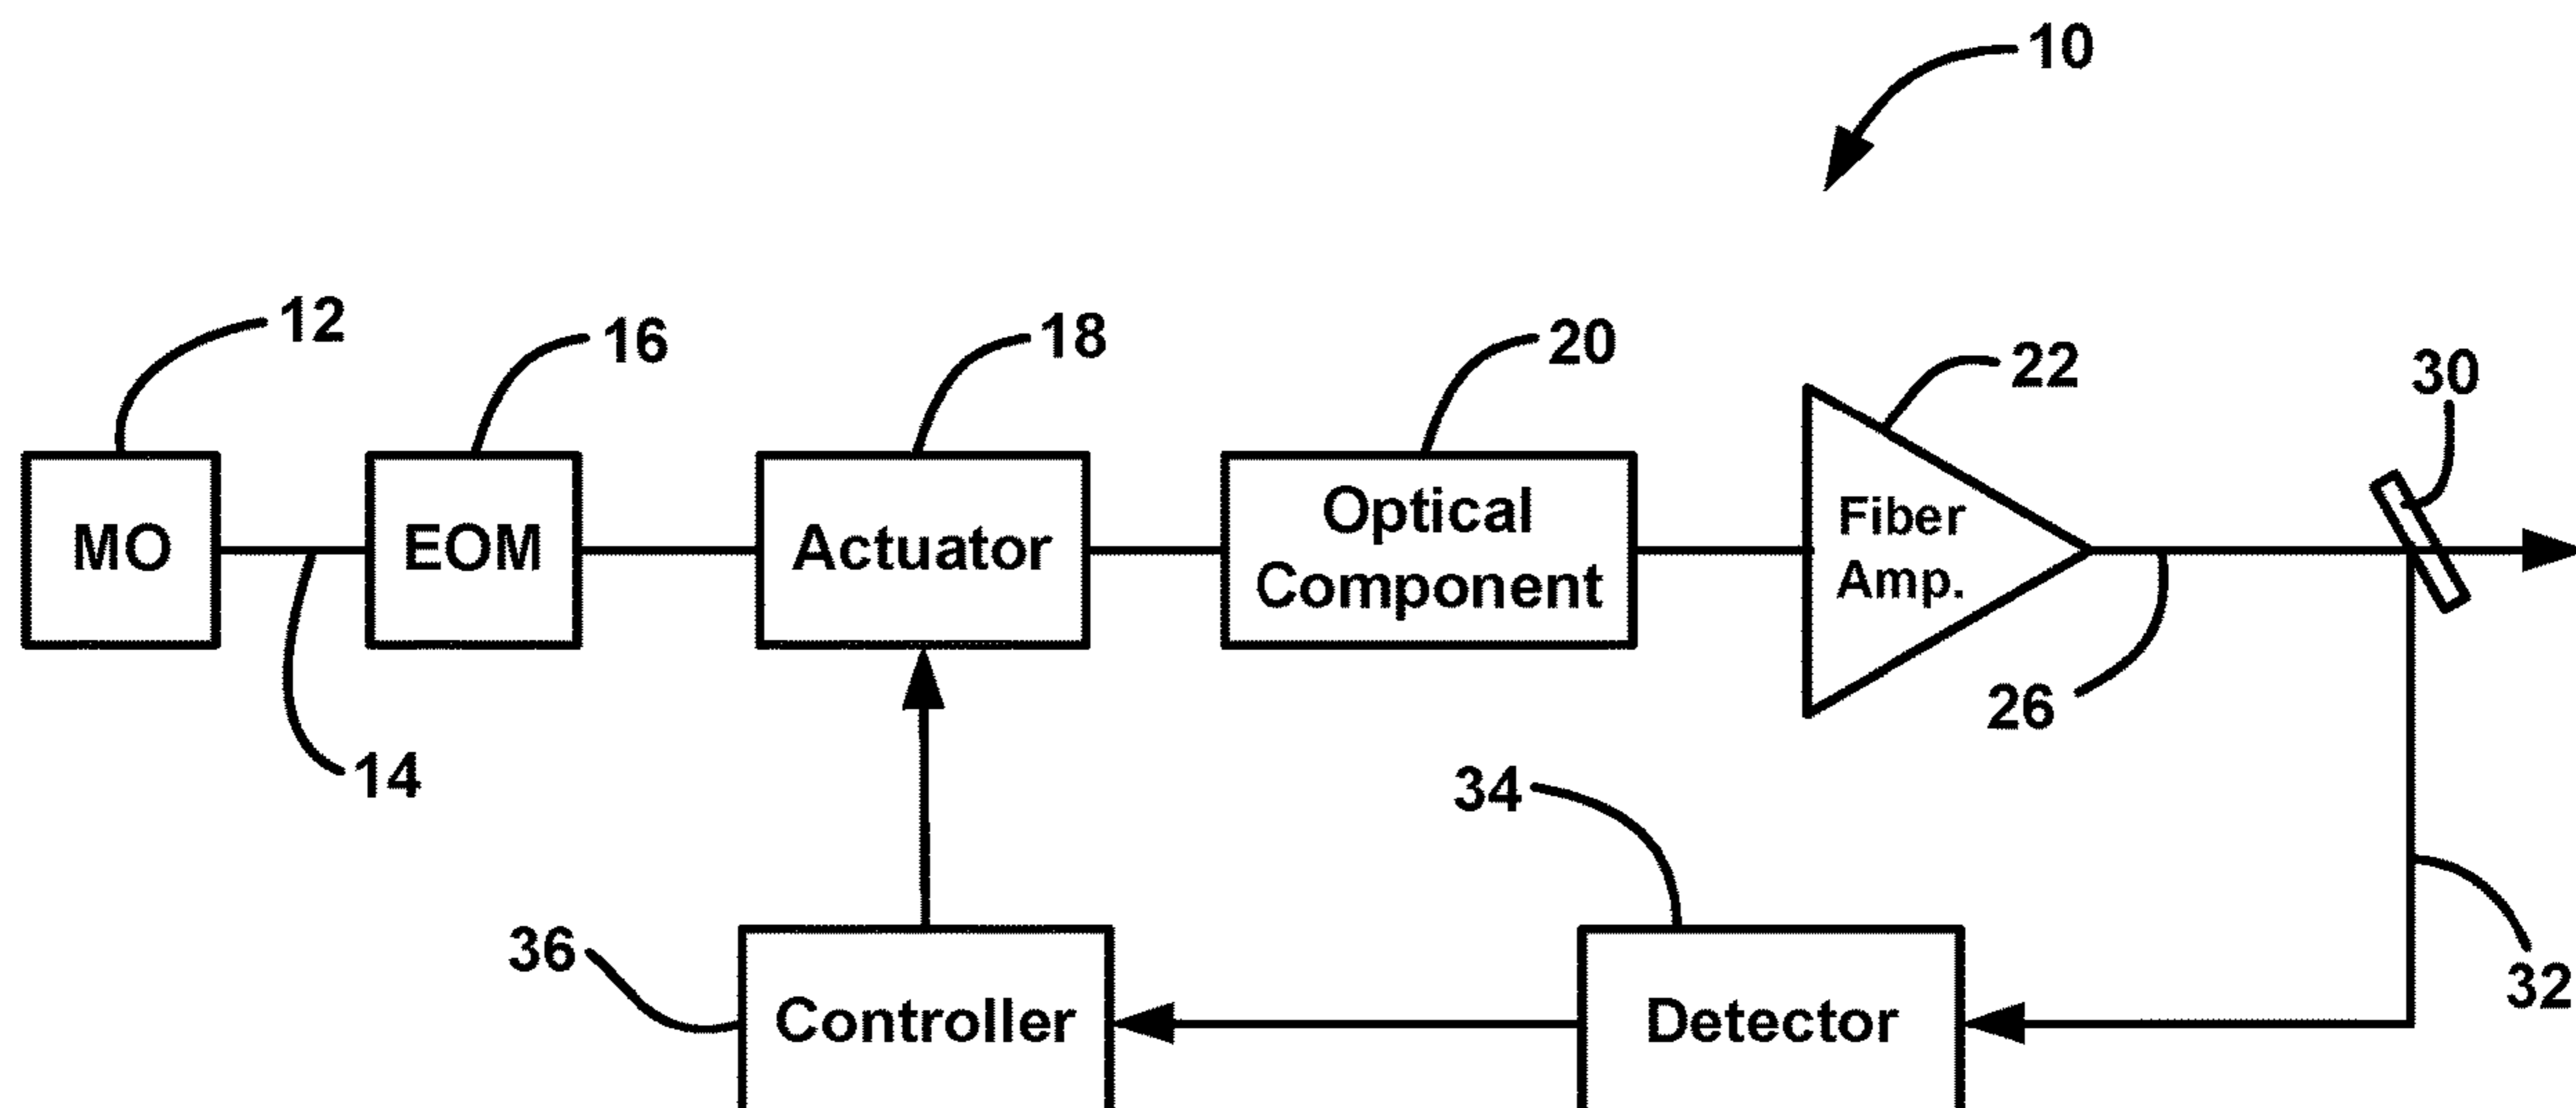 10
12
16
18
20
22
30
MO
EOM
Actuator
Optical
Component
Fiber
Amp.
14
26
34
32
36
Controller
Detector